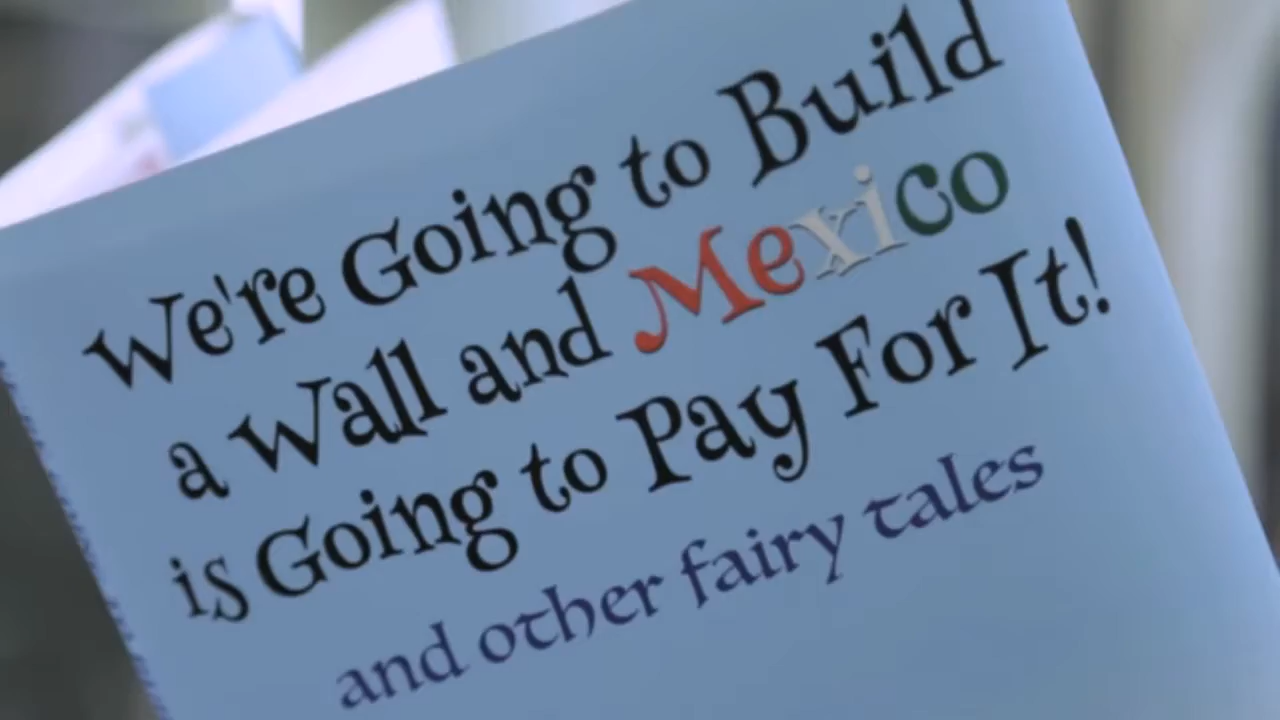 We're Going to Build
a Wall and Mexico
is Going to Pay For It!
and other fairy tales